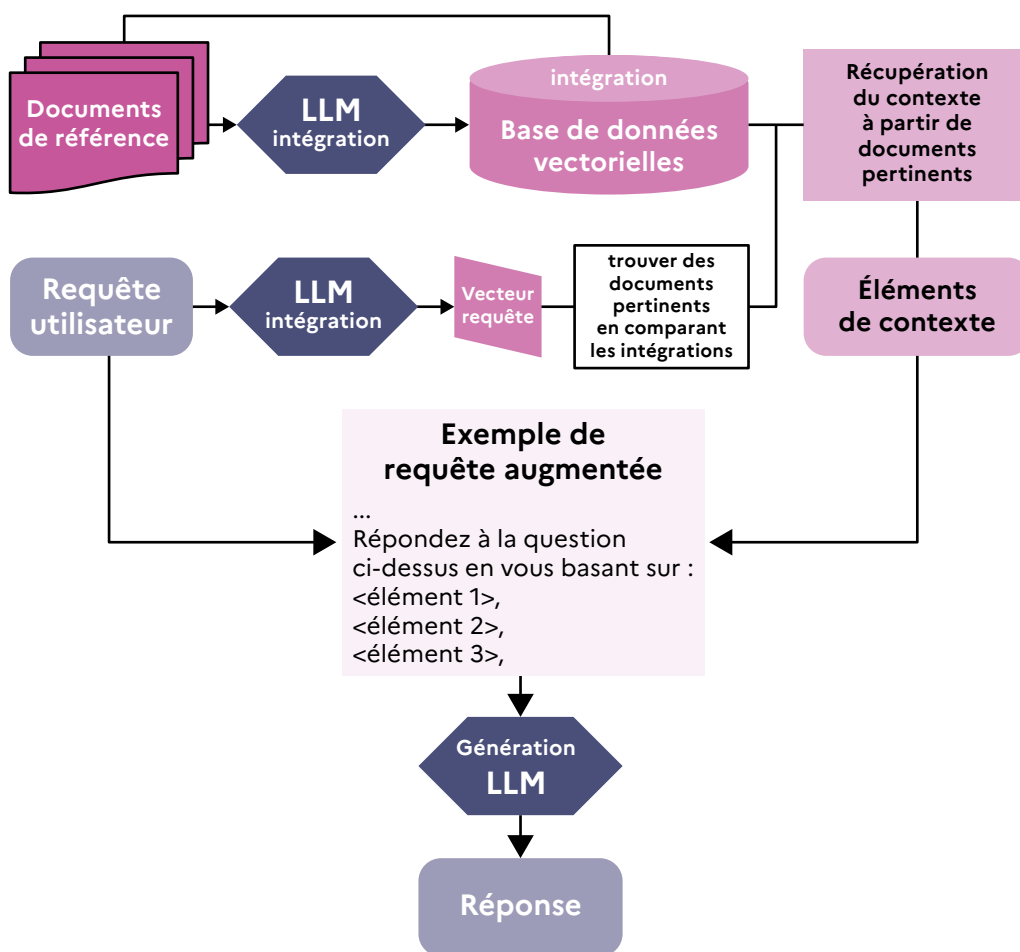 Documents
de référence
LLM
intégration
intégration
Base de données
vectorielles
Récupération
du contexte
à partir de
documents
pertinents
Requête
utilisateur
LLM
intégration
Vecteur
requête
trouver des
documents
pertinents
en comparant
les intégrations
Éléments
de contexte
Exemple de
requête augmentée
...
Répondez à la question
ci-dessus en vous basant sur :
<élément 1>,
<élément 2>,
<élément 3>,
Génération
LLM
Réponse